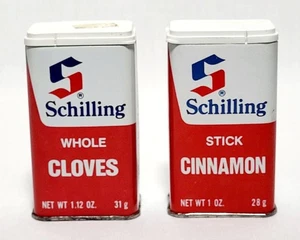 Schilling
WHOLE
CLOVES
NET WT 1.12 OZ. 31 g
Schilling
STICK
CINNAMON
NET WT 1 OZ. 28 g